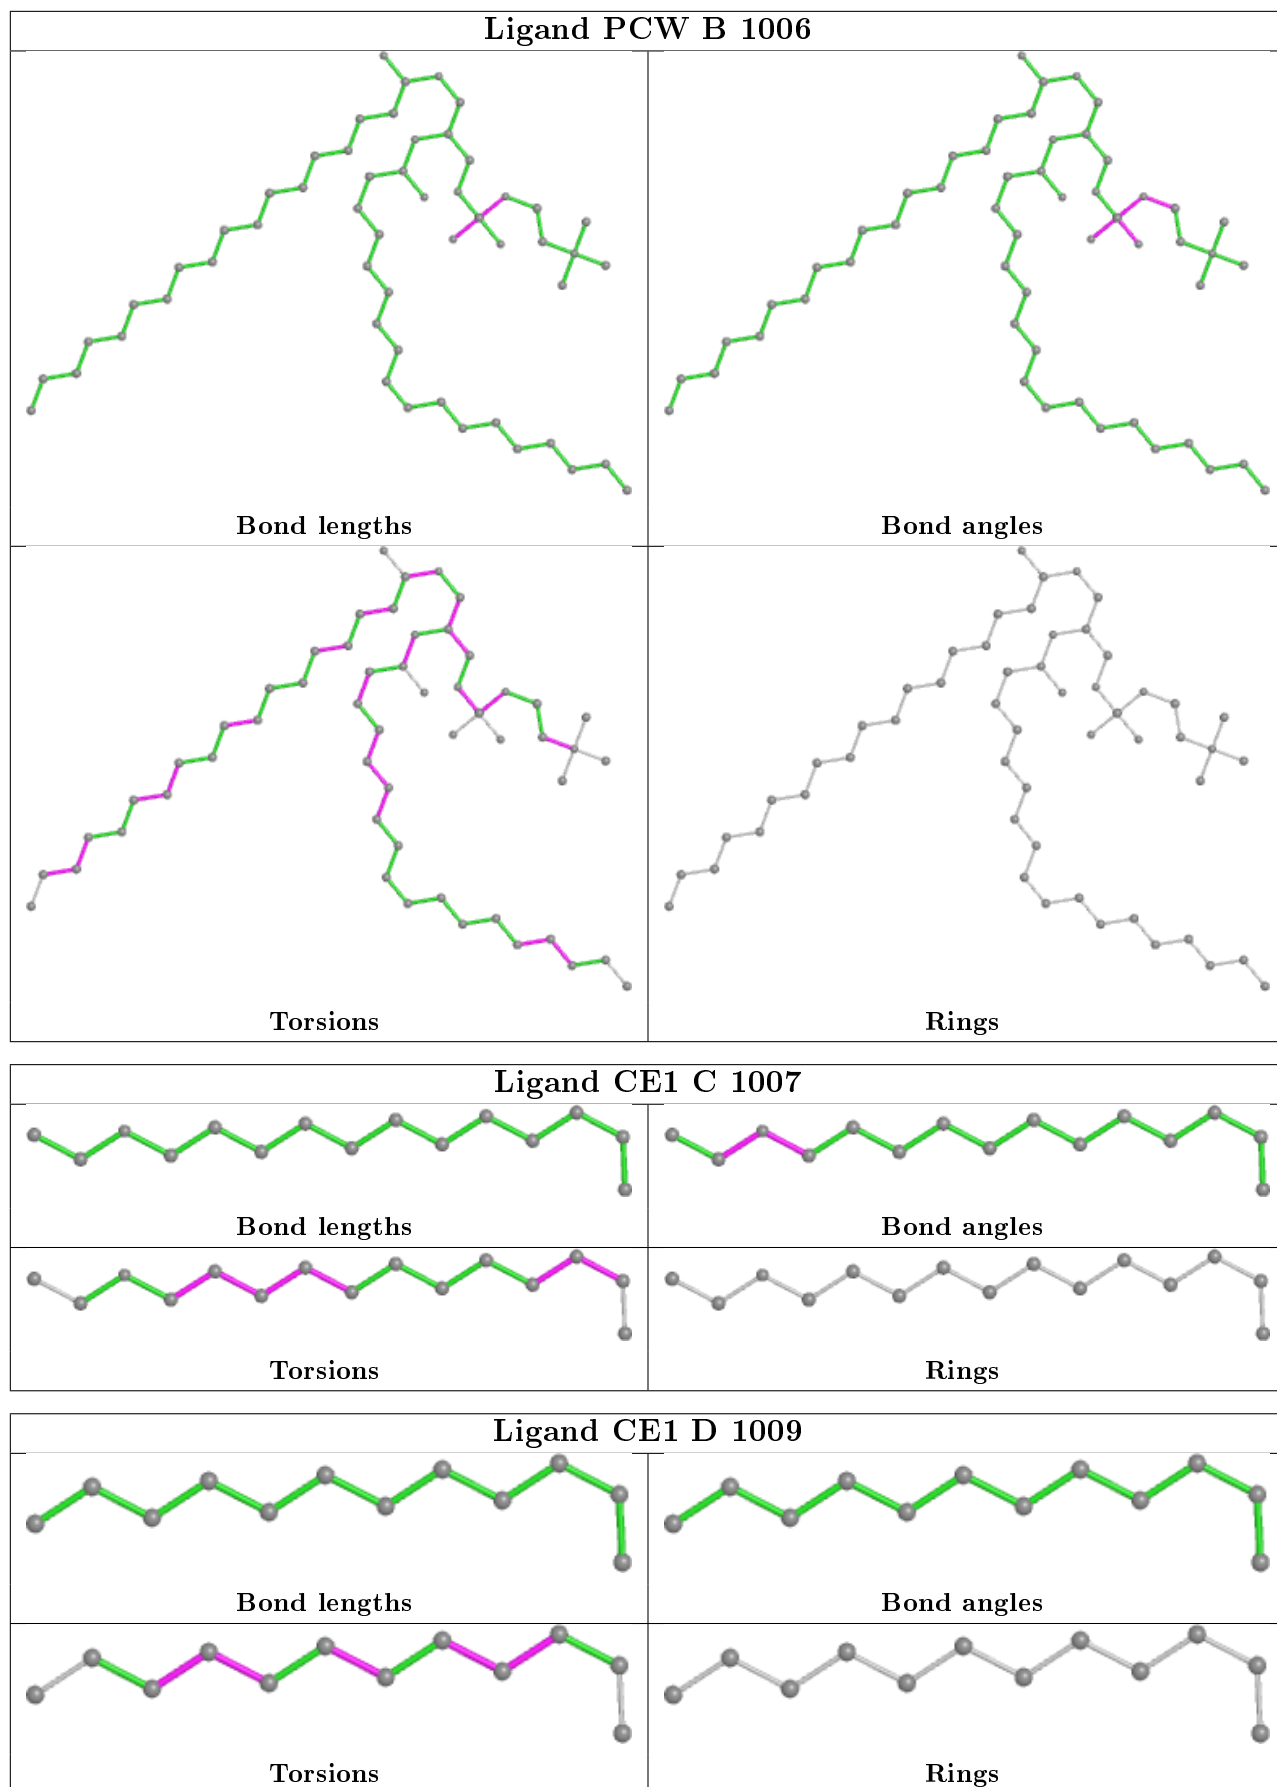 Ligand PCW B 1006
Bond lengths
Bond angles
Torsions
Rings
Ligand CE1 C 1007
Bond lengths
Bond angles
Torsions
Rings
Ligand CE1 D 1009
Bond lengths
Bond angles
Torsions
Rings